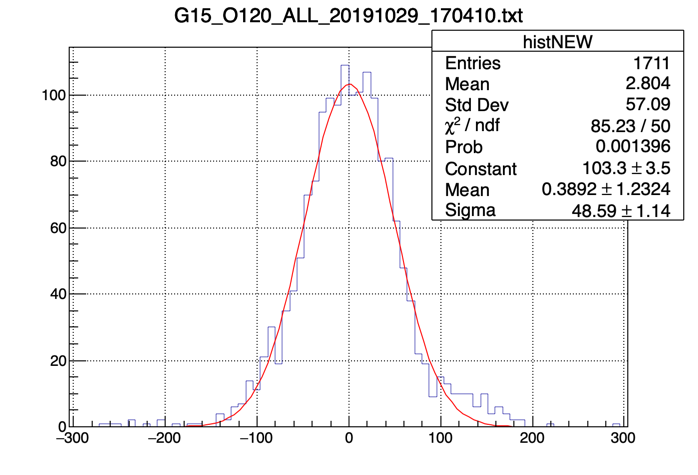 G15_O120_ALL_20191029_170410.txt
histNEW
Entries 1711
Mean 2.804
Std Dev 57.09
χ² / ndf 85.23 / 50
Prob 0.001396
Constant 103.3 ± 3.5
Mean 0.3892 ± 1.2324
Sigma 48.59 ± 1.14
100
80
60
40
20
0
−300 −200 −100 0 100 200 300